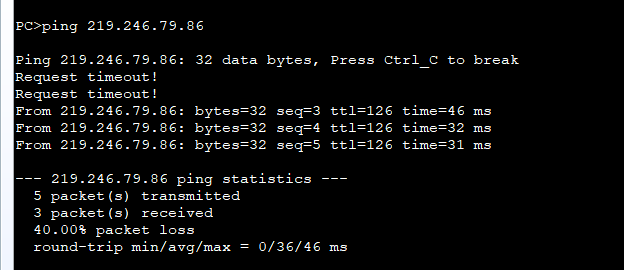 PC>ping 219.246.79.86
Ping 219.246.79.86: 32 data bytes, Press Ctrl_C to break
Request timeout!
Request timeout!
From 219.246.79.86: bytes=32 seq=3 ttl=126 time=46 ms
From 219.246.79.86: bytes=32 seq=4 ttl=126 time=32 ms
From 219.246.79.86: bytes=32 seq=5 ttl=126 time=31 ms
--- 219.246.79.86 ping statistics ---
5 packet(s) transmitted
3 packet(s) received
40.00% packet loss
round-trip min/avg/max = 0/36/46 ms